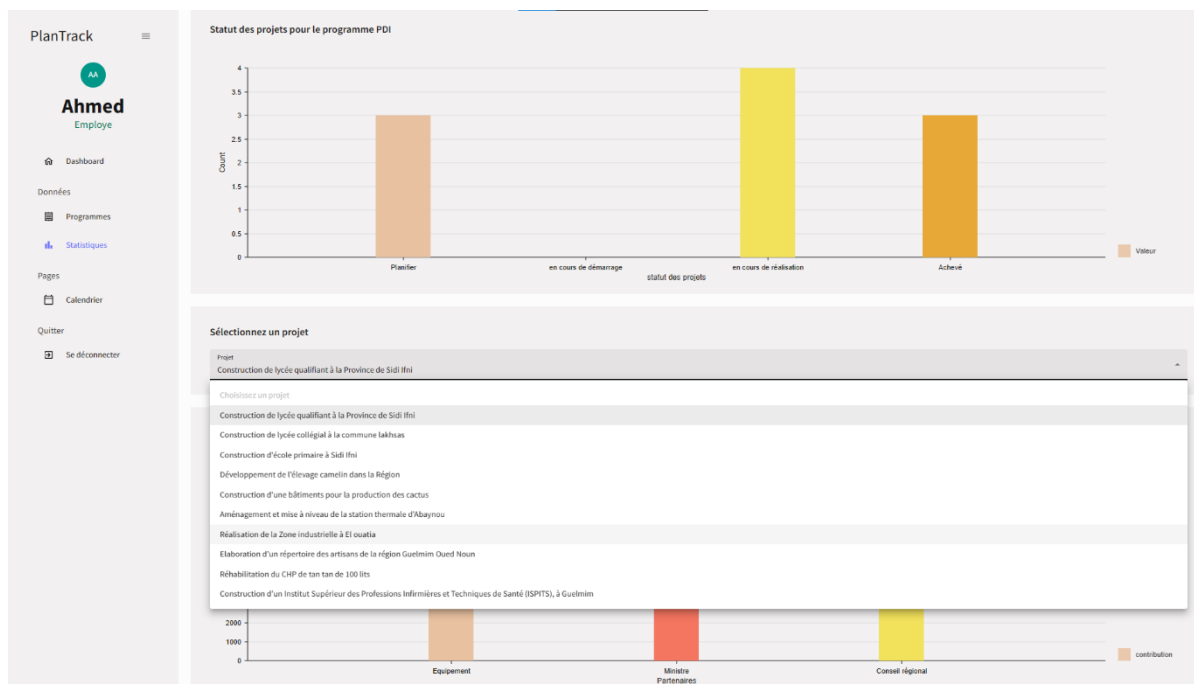 PlanTrack
AA
Ahmed
Employe
Dashboard
Données
Programmes
Statistiques
Pages
Calendrier
Quitter
Se déconnecter
Statut des projets pour le programme PDI
4
3.5
3
2.5
2
1.5
1
0.5
0
Count
Planifier
en cours de démarrage
en cours de réalisation
Achevé
statut des projets
Valeur
Sélectionnez un projet
Projet
Construction de lycée qualifiant à la Province de Sidi Ifni
Choisissez un projet
Construction de lycée qualifiant à la Province de Sidi Ifni
Construction de lycée collégial à la commune lakhsas
Construction d'école primaire à Sidi Ifni
Développement de l'élevage camelin dans la Région
Construction d'une bâtiments pour la production des cactus
Aménagement et mise à niveau de la station thermale d'Abaynou
Réalisation de la Zone industrielle à El ouatia
Elaboration d'un répertoire des artisans de la région Guelmim Oued Noun
Réhabilitation du CHP de tan tan de 100 lits
Construction d'un Institut Supérieur des Professions Infirmières et Techniques de Santé (ISPITS), à Guelmim
2000
1000
0
Equipement
Ministre
Conseil régional
Partenaires
contribution